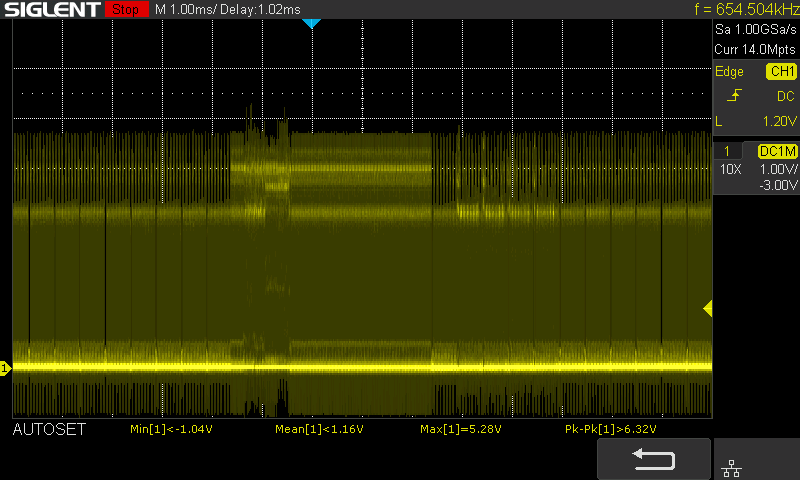 SIGLENT Stop M 1.00ms/ Delay:1.02ms f = 654.504kHz
Sa 1.00GSa/s
Curr 14.0Mpts
Edge CH1
DC
L 1.20V
1 DC1M
10X 1.00V/
-3.00V
1
AUTOSET Min[1]<-1.04V Mean[1]<1.16V Max[1]=5.28V Pk-Pk[1]>6.32V